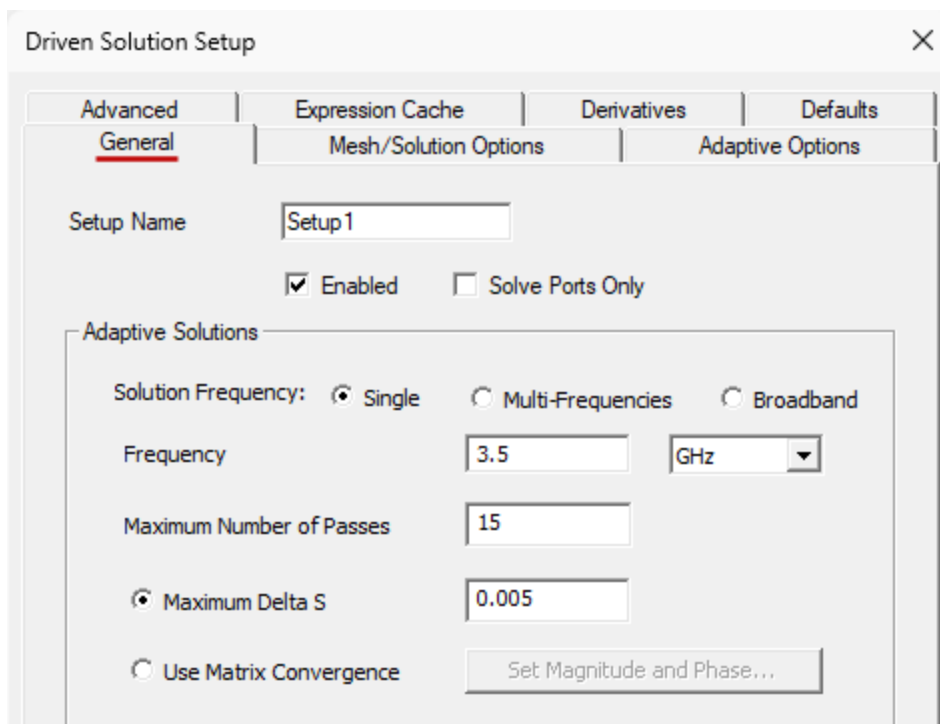 Driven Solution Setup
Advanced Expression Cache Derivatives Defaults
General Mesh/Solution Options Adaptive Options
Setup Name Setup1
Enabled Solve Ports Only
Adaptive Solutions
Solution Frequency: Single Multi-Frequencies Broadband
Frequency 3.5 GHz
Maximum Number of Passes 15
Maximum Delta S 0.005
Use Matrix Convergence Set Magnitude and Phase...